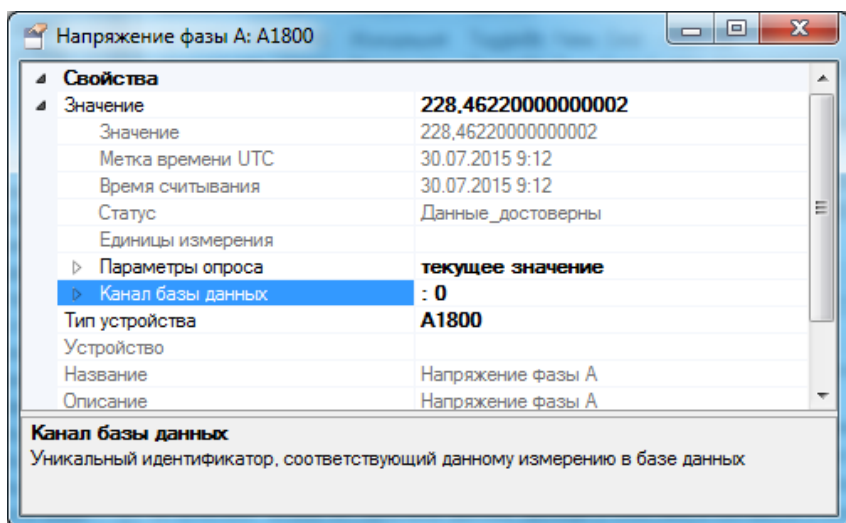 Напряжение фазы А: А1800
Свойства
Значение 228,46220000000002
Значение 228,46220000000002
Метка времени UTC 30.07.2015 9:12
Время считывания 30.07.2015 9:12
Статус Данные_достоверны
Единицы измерения
Параметры опроса текущее значение
Канал базы данных : 0
Тип устройства А1800
Устройство
Название Напряжение фазы А
Описание Напряжение фазы А
Канал базы данных
Уникальный идентификатор, соответствующий данному измерению в базе данных